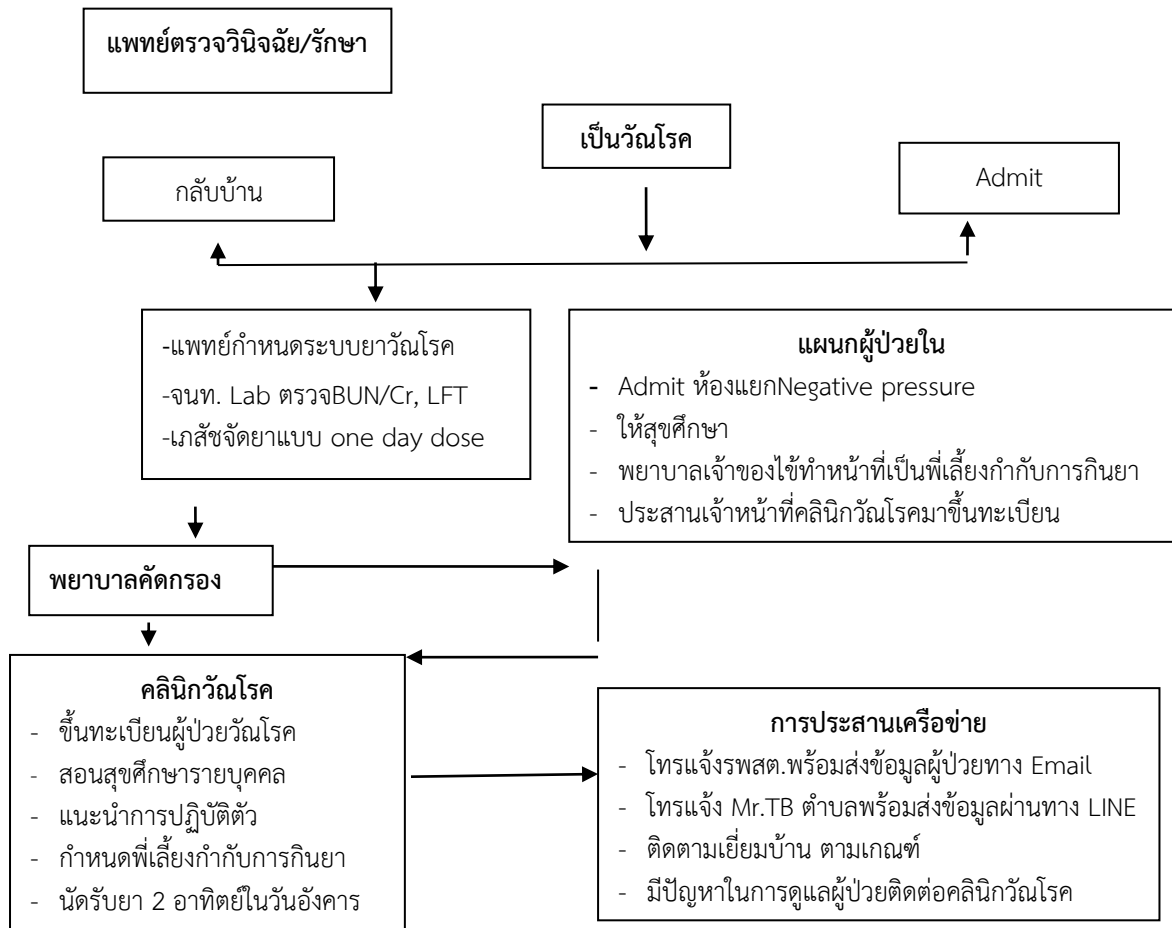 แพทย์ตรวจวินิจฉัย/รักษา
เป็นวัณโรค
กลับบ้าน
Admit
-แพทย์กำหนดระบบยาวัณโรค
-จนท. Lab ตรวจBUN/Cr, LFT
-เภสัชจัดยาแบบ one day dose
แผนกผู้ป่วยใน
- Admit ห้องแยกNegative pressure
- ให้สุขศึกษา
- พยาบาลเจ้าของไข้ทำหน้าที่เป็นพี่เลี้ยงกำกับการกินยา
- ประสานเจ้าหน้าที่คลินิกวัณโรคมาขึ้นทะเบียน
พยาบาลคัดกรอง
คลินิกวัณโรค
- ขึ้นทะเบียนผู้ป่วยวัณโรค
- สอนสุขศึกษารายบุคคล
- แนะนำการปฏิบัติตัว
- กำหนดพี่เลี้ยงกำกับการกินยา
- นัดรับยา 2 อาทิตย์ในวันอังคาร
การประสานเครือข่าย
- โทรแจ้งรพสต.พร้อมส่งข้อมูลผู้ป่วยทาง Email
- โทรแจ้ง Mr.TB ตำบลพร้อมส่งข้อมูลผ่านทาง LINE
- ติดตามเยี่ยมบ้าน ตามเกณฑ์
- มีปัญหาในการดูแลผู้ป่วยติดต่อคลินิกวัณโรค